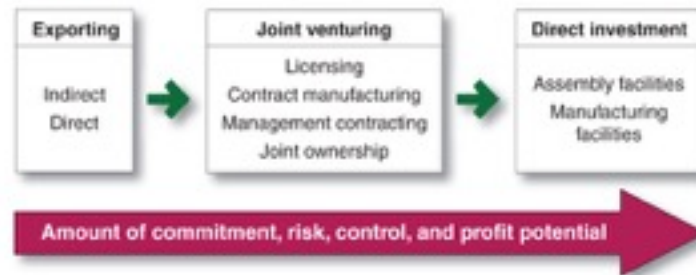 Exporting
Indirect
Direct
Joint venturing
Licensing
Contract manufacturing
Management contracting
Joint ownership
Direct investment
Assembly facilities
Manufacturing
facilities
Amount of commitment, risk, control, and profit potential